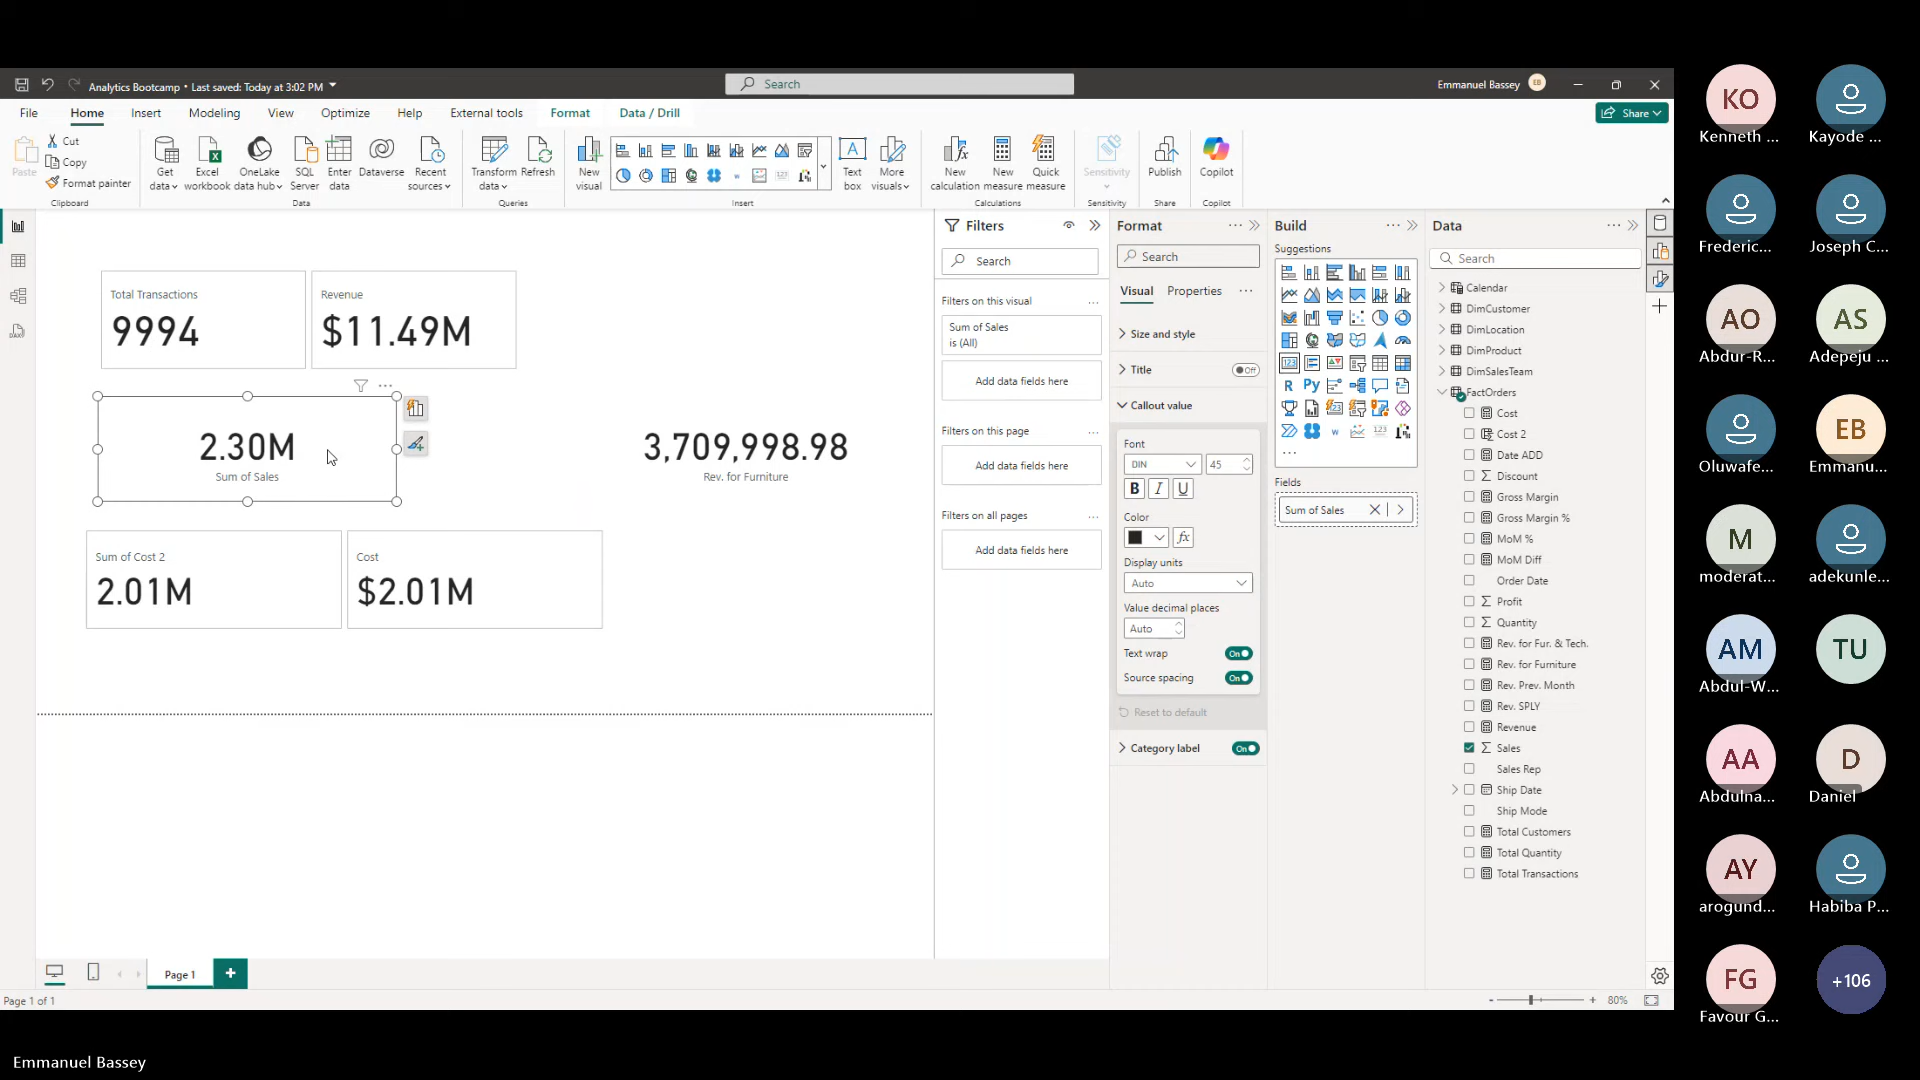 Analytics Bootcamp • Last saved: Today at 3:02 PM
Search
Emmanuel Bassey
EB
File
Home
Insert
Modeling
View
Optimize
Help
External tools
Format
Data / Drill
Share
Paste
Cut
Copy
Format painter
Clipboard
Get data
Excel workbook
OneLake data hub
SQL Server
Enter data
Dataverse
Recent sources
Data
Transform data
Refresh
Queries
New visual
Text box
More visuals
Insert
New calculation
New measure
Quick measure
Calculations
Sensitivity
Sensitivity
Publish
Share
Copilot
Copilot
Total Transactions
9994
Revenue
$11.49M
2.30M
Sum of Sales
3,709,998.98
Rev. for Furniture
Sum of Cost 2
2.01M
Cost
$2.01M
Filters
Search
Filters on this visual
Sum of Sales
is (All)
Add data fields here
Filters on this page
Add data fields here
Filters on all pages
Add data fields here
Format
Search
Visual
Properties
Size and style
Title
Off
Callout value
Font
DIN
45
B
I
U
Color
fx
Display units
Auto
Value decimal places
Auto
Text wrap
On
Source spacing
On
Reset to default
Category label
On
Build
Suggestions
R
Py
Fields
Sum of Sales
Data
Search
Calendar
DimCustomer
DimLocation
DimProduct
DimSalesTeam
FactOrders
Cost
Cost 2
Date ADD
Discount
Gross Margin
Gross Margin %
MoM %
MoM Diff
Order Date
Profit
Quantity
Rev. for Fur. & Tech.
Rev. for Furniture
Rev. Prev. Month
Rev. SPLY
Revenue
Sales
Sales Rep
Ship Date
Ship Mode
Total Customers
Total Quantity
Total Transactions
Page 1
Page 1 of 1
80%
KO
Kenneth ...
Kayode ...
Frederic...
Joseph C...
AO
Abdur-R...
AS
Adepeju ...
Oluwafe...
EB
Emmanu...
M
moderat...
adekunle...
AM
Abdul-W...
TU
AA
Abdulna...
D
Daniel
AY
arogund...
Habiba P...
FG
Favour G...
+106
Emmanuel Bassey